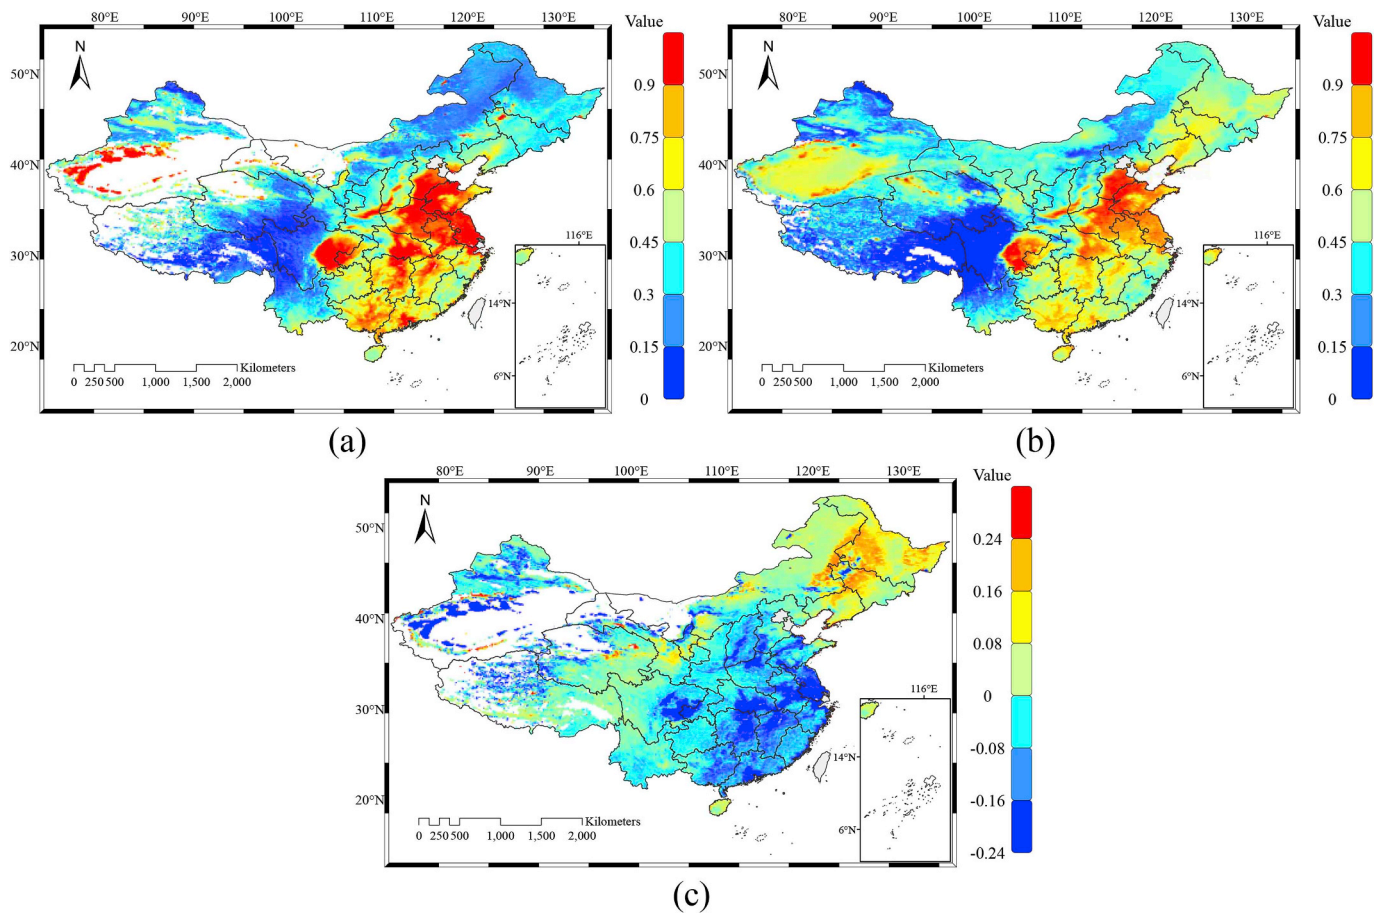 80°E 90°E 100°E 110°E 120°E 130°E
Value
N
50°N
40°N
30°N
20°N
0.9
0.75
0.6
0.45
0.3
0.15
0
116°E
14°N
6°N
Kilometers
0 250 500 1,000 1,500 2,000
(a)
80°E 90°E 100°E 110°E 120°E 130°E
Value
N
50°N
40°N
30°N
20°N
0.9
0.75
0.6
0.45
0.3
0.15
0
116°E
14°N
6°N
Kilometers
0 250 500 1,000 1,500 2,000
(b)
80°E 90°E 100°E 110°E 120°E 130°E
Value
N
50°N
40°N
30°N
20°N
0.24
0.16
0.08
0
-0.08
-0.16
-0.24
116°E
14°N
6°N
Kilometers
0 250 500 1,000 1,500 2,000
(c)